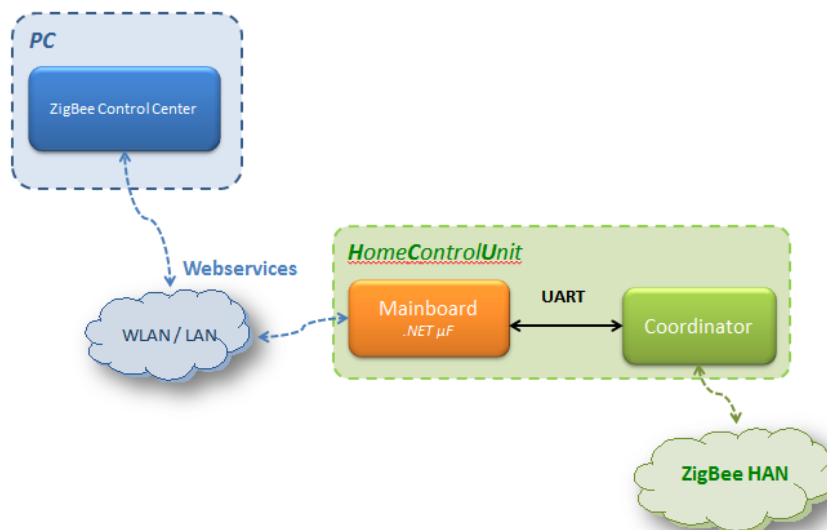 PC
ZigBee Control Center
Webservices
WLAN / LAN
HomeControlUnit
Mainboard
.NET µF
UART
Coordinator
ZigBee HAN